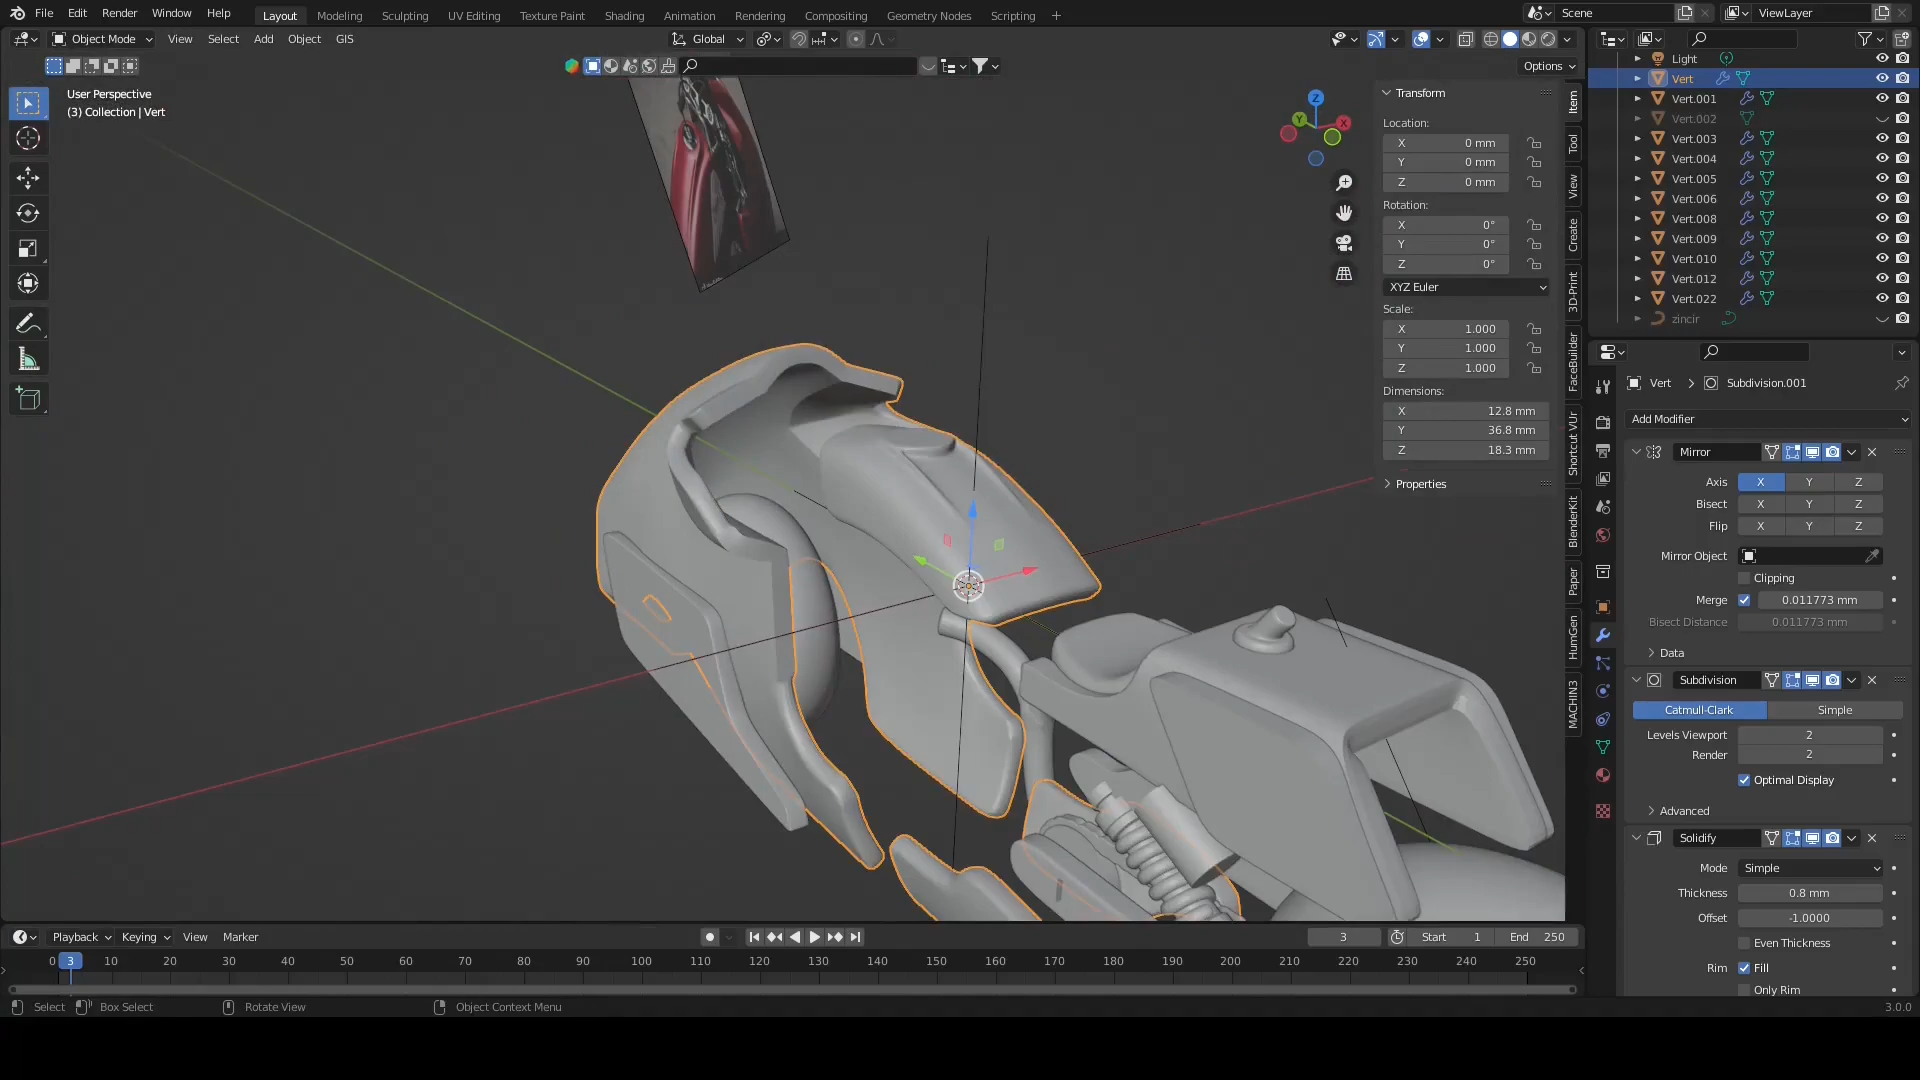 File Edit Render Window Help Layout Modeling Sculpting UV Editing Texture Paint Shading Animation Rendering Compositing Geometry Nodes Scripting + Scene ViewLayer
Object Mode View Select Add Object GIS Global
Options
User Perspective
(3) Collection | Vert
Transform
Location:
X 0 mm
Y 0 mm
Z 0 mm
Rotation:
X 0°
Y 0°
Z 0°
XYZ Euler
Scale:
X 1.000
Y 1.000
Z 1.000
Dimensions:
X 12.8 mm
Y 36.8 mm
Z 18.3 mm
Properties
Item
Tool
View
Create
3D-Print
FaceBuilder
Shortcut VUr
BlenderKit
Paper
HumGen
MACHIN3
Z
Y
X
Light
Vert
Vert.001
Vert.002
Vert.003
Vert.004
Vert.005
Vert.006
Vert.008
Vert.009
Vert.010
Vert.012
Vert.022
zincir
Vert Subdivision.001
Add Modifier
Mirror
Axis X Y Z
Bisect X Y Z
Flip X Y Z
Mirror Object
Clipping
Merge 0.011773 mm
Bisect Distance 0.011773 mm
Data
Subdivision
Catmull-Clark Simple
Levels Viewport 2
Render 2
Optimal Display
Advanced
Solidify
Mode Simple
Thickness 0.8 mm
Offset -1.0000
Even Thickness
Rim Fill
Only Rim
Playback Keying View Marker 3 Start 1 End 250
0 3 10 20 30 40 50 60 70 80 90 100 110 120 130 140 150 160 170 180 190 200 210 220 230 240 250
Select Box Select Rotate View Object Context Menu 3.0.0